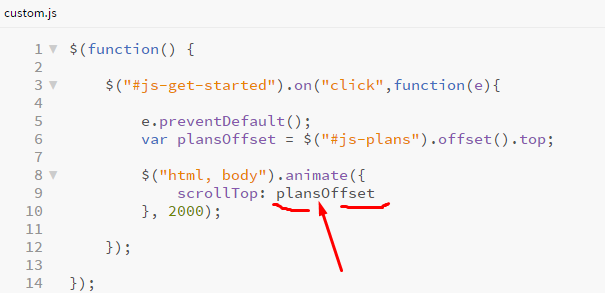 custom.js
1 $(function() {
2
3 $("#js-get-started").on("click",function(e){
4
5 e.preventDefault();
6 var plansOffset = $("#js-plans").offset().top;
7
8 $("html, body").animate({
9 scrollTop: plansOffset
10 }, 2000);
11
12 });
13
14 });